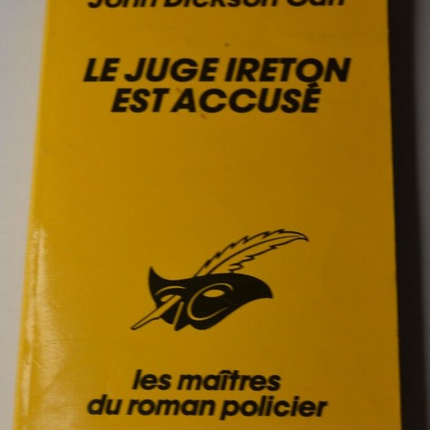 John Dickson Carr
LE JUGE IRETON
EST ACCUSÉ
les maîtres
du roman policier